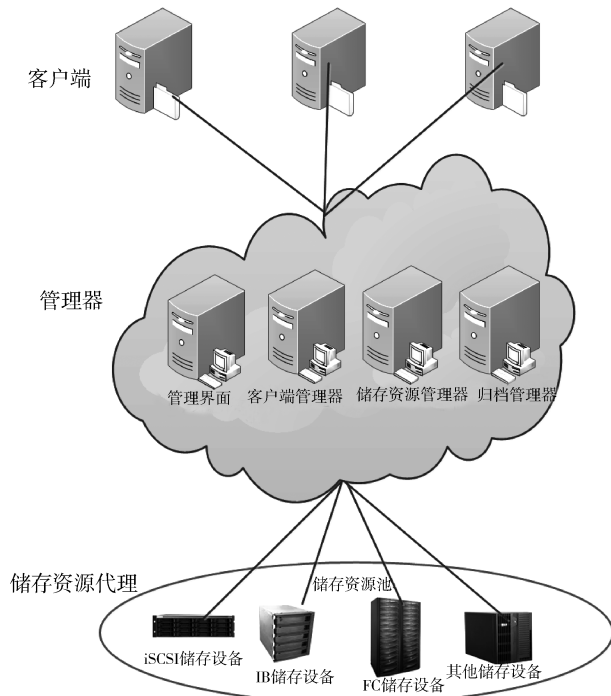 客户端
管理器
管理界面 客户端管理器 储存资源管理器 归档管理器
储存资源代理
储存资源池
iSCSI储存设备 IB储存设备 FC储存设备 其他储存设备